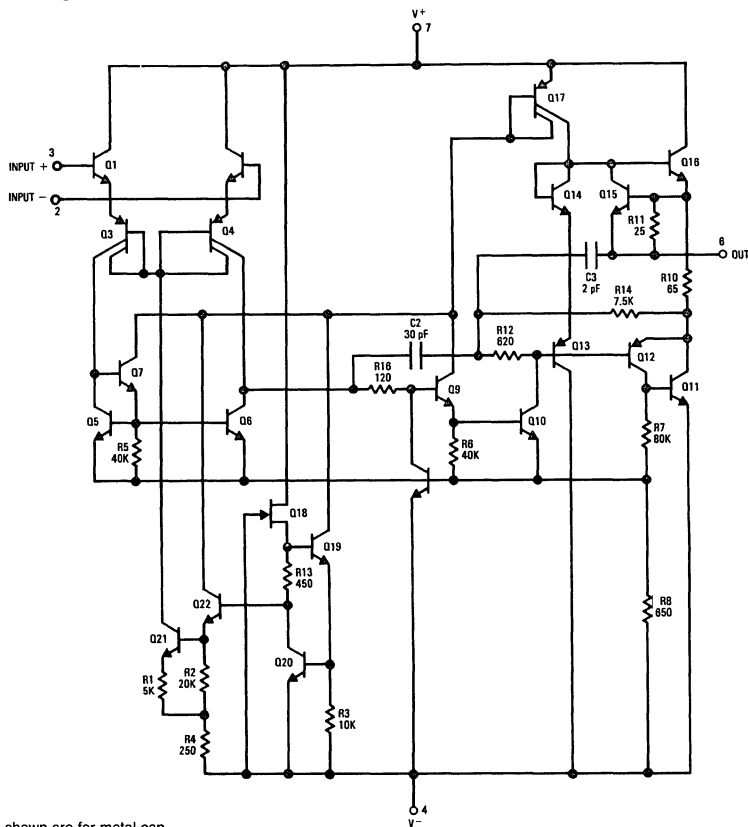 V+
7
Q17
3
INPUT +
Q1
Q16
INPUT −
2
Q14
Q15
R11
25
Q3
Q4
6
OUT
C3
2 pF
R10
65
R14
7.5K
C2
30 pF
R12
620
Q13
Q12
Q7
R16
120
Q9
Q11
Q5
Q6
Q10
R5
40K
R6
40K
R7
80K
Q18
Q19
R13
450
Q22
R8
650
Q21
Q20
R1
5K
R2
20K
R3
10K
R4
250
4
V−
shown are for metal can